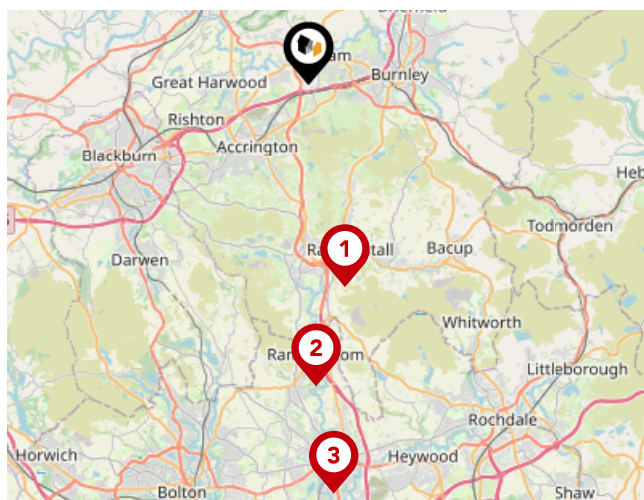 Burnley
Great Harwood
Rishton
Accrington
Blackburn
Todmorden
1
Bacup
Darwen
Whitworth
2
Littleborough
Rochdale
3
Heywood
Horwich
Bolton
Shaw